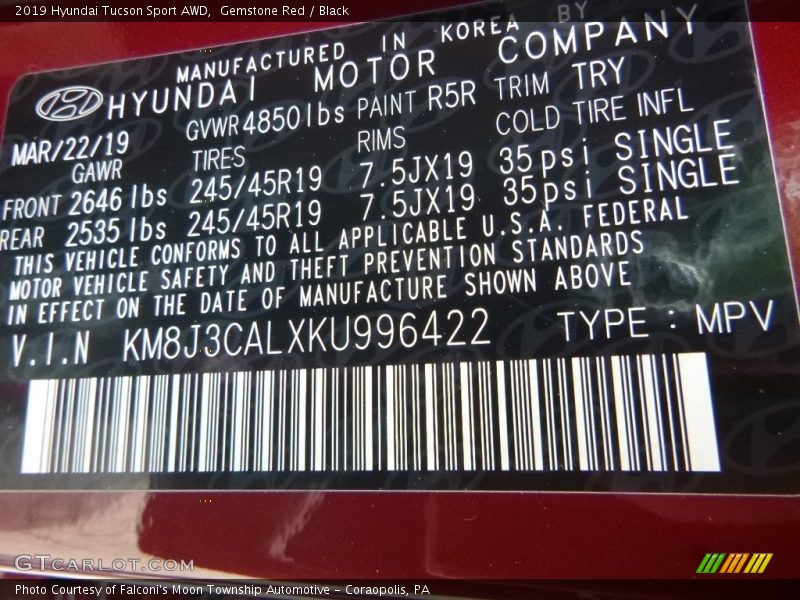 2019 Hyundai Tucson Sport AWD, Gemstone Red / Black
MANUFACTURED IN KOREA BY
HYUNDAI MOTOR COMPANY
MAR/22/19 GVWR 4850 lbs PAINT R5R TRIM TRY
GAWR TIRES RIMS COLD TIRE INFL
FRONT 2646 lbs 245/45R19 7.5JX19 35psi SINGLE
REAR 2535 lbs 245/45R19 7.5JX19 35psi SINGLE
THIS VEHICLE CONFORMS TO ALL APPLICABLE U.S.A. FEDERAL
MOTOR VEHICLE SAFETY AND THEFT PREVENTION STANDARDS
IN EFFECT ON THE DATE OF MANUFACTURE SHOWN ABOVE
V.I.N KM8J3CALXKU996422 TYPE : MPV
GTCARLOT.COM
Photo Courtesy of Falconi's Moon Township Automotive - Coraopolis, PA